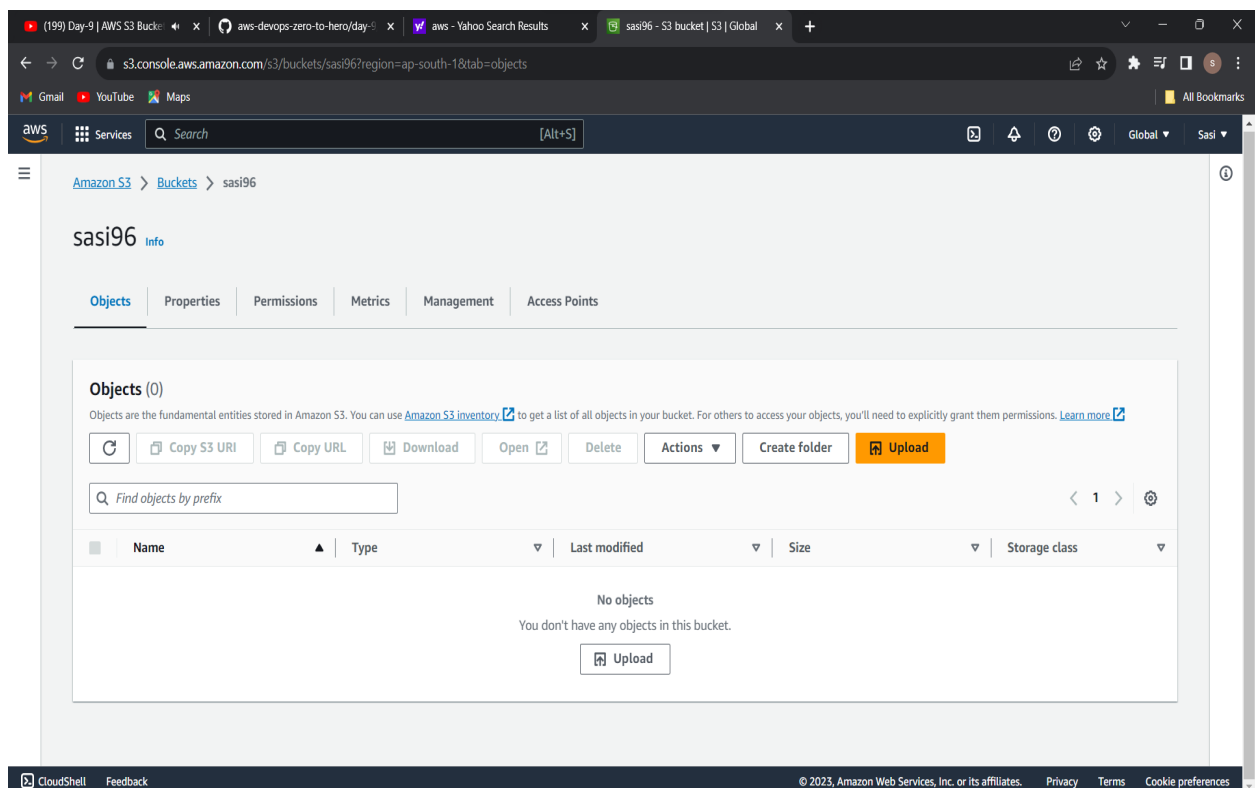 (199) Day-9 | AWS S3 Bucke aws-devops-zero-to-hero/day-9 aws - Yahoo Search Results sasi96 - S3 bucket | S3 | Global
s3.console.aws.amazon.com/s3/buckets/sasi96?region=ap-south-1&tab=objects
Gmail YouTube Maps All Bookmarks
aws Services Search [Alt+S] Global Sasi
Amazon S3 > Buckets > sasi96
sasi96 Info
Objects Properties Permissions Metrics Management Access Points
Objects (0)
Objects are the fundamental entities stored in Amazon S3. You can use Amazon S3 inventory to get a list of all objects in your bucket. For others to access your objects, you'll need to explicitly grant them permissions. Learn more
Copy S3 URI Copy URL Download Open Delete Actions Create folder Upload
Find objects by prefix 1
Name Type Last modified Size Storage class
No objects
You don't have any objects in this bucket.
Upload
CloudShell Feedback © 2023, Amazon Web Services, Inc. or its affiliates. Privacy Terms Cookie preferences